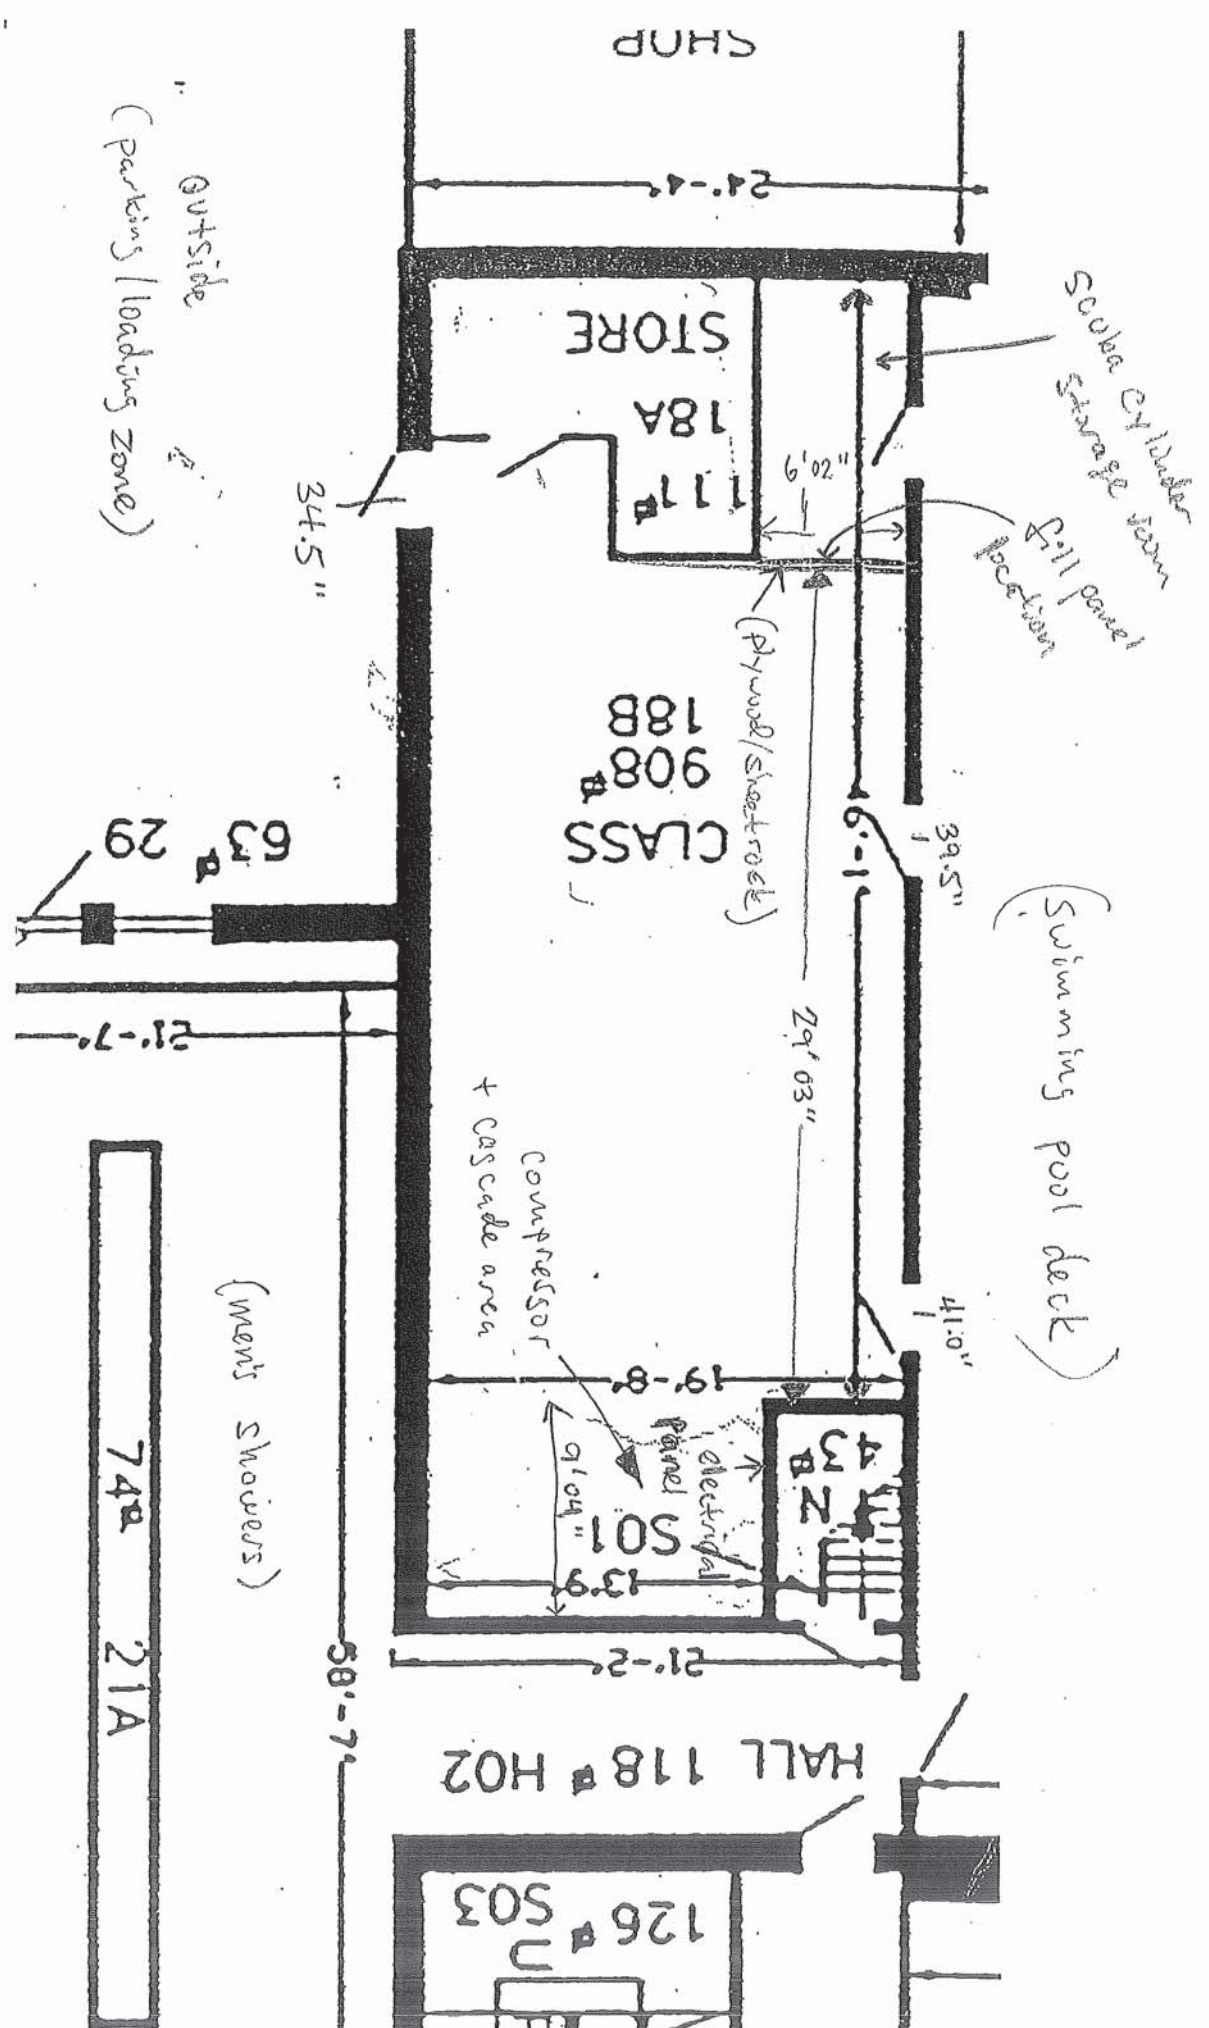 SHOP
24'-4"
outside
(parking/loading zone)
STORE
18A
111
scuba cylinder
storage room
6'02"
fill panel
location
34.5"
(plywood/sheetrock)
18B
908
CLASS
6'-1
39.5"
63 29
(Swimming pool deck)
21'-7"
29'03"
compressor
+ cascade area
41.0"
19'-8"
(men's showers)
electrical
panel
9'04"
S01
43
Z
13'9"
21'-2"
74 21A
58'-7"
HALL 118 H02
126
S03
U